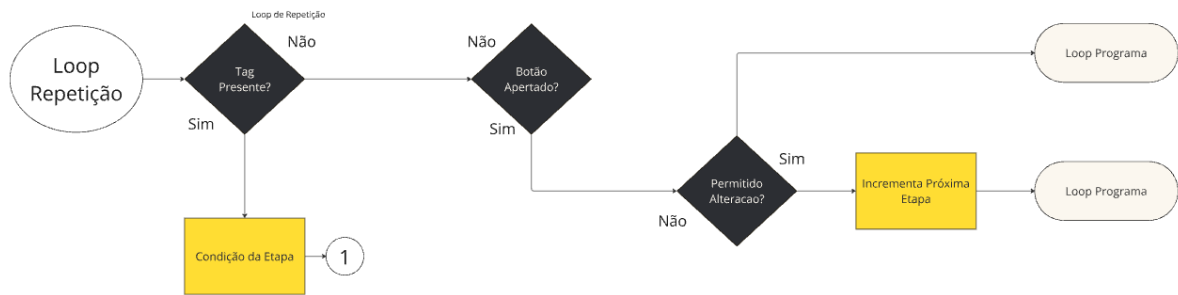 Loop de Repetição
Loop
Repetição
Tag
Presente?
Não
Sim
Não
Botão
Apertado?
Sim
Loop Programa
Permitido
Alteracao?
Sim
Não
Incrementa Próxima
Etapa
Loop Programa
Condição da Etapa
1